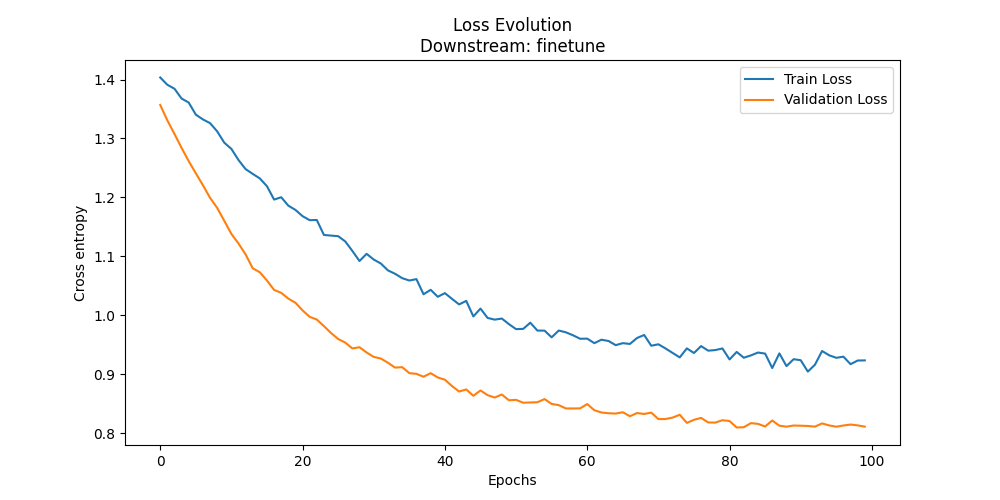 Loss Evolution
Downstream: finetune
Train Loss
Validation Loss
1.4
1.3
1.2
1.1
1.0
0.9
0.8
Cross entropy
0 20 40 60 80 100
Epochs